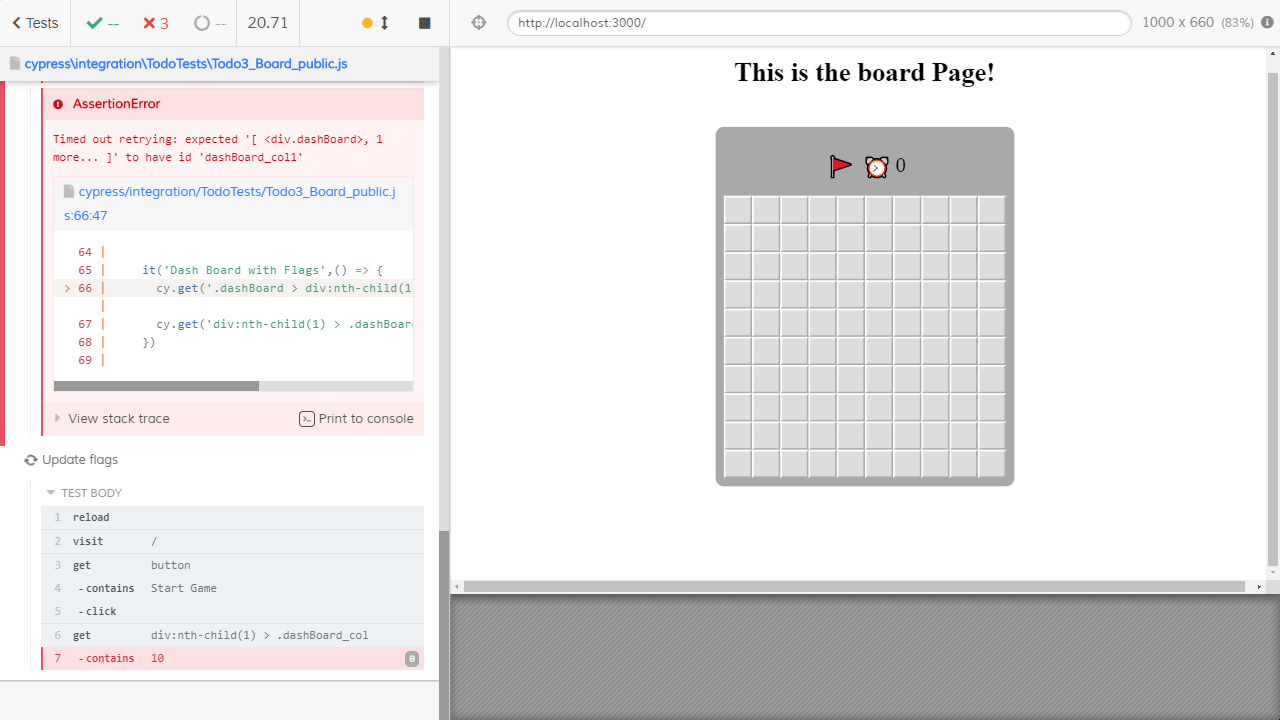 Tests
--
3
--
20.71
http://localhost:3000/
1000 x 660 (83%)
cypress\integration\TodoTests\Todo3_Board_public.js
AssertionError
Timed out retrying: expected '[ <div.dashBoard>, 1
more... ]' to have id 'dashBoard_col1'
cypress/integration/TodoTests/Todo3_Board_public.j
s:66:47
64 |
65 | it('Dash Board with Flags',() => {
> 66 | cy.get('.dashBoard > div:nth-child(1
|
67 | cy.get('div:nth-child(1) > .dashBoar
68 | })
69 |
View stack trace
Print to console
Update flags
TEST BODY
1 reload
2 visit /
3 get button
4 -contains Start Game
5 -click
6 get div:nth-child(1) > .dashBoard_col
7 -contains 10 0
This is the board Page!
0